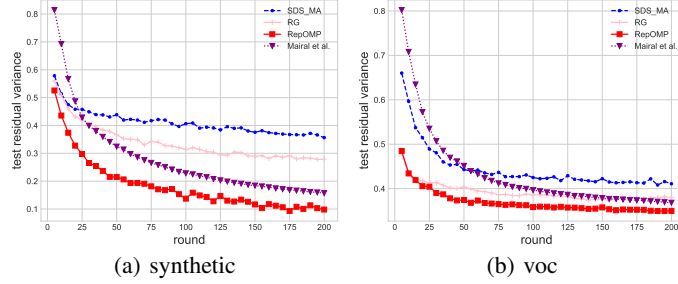 SDS_MA
RG
RepOMP
Mairal et al.
test residual variance
0.8
0.7
0.6
0.5
0.4
0.3
0.2
0.1
0 25 50 75 100 125 150 175 200
round
(a) synthetic
SDS_MA
RG
RepOMP
Mairal et al.
test residual variance
0.8
0.7
0.6
0.5
0.4
0 25 50 75 100 125 150 175 200
round
(b) voc